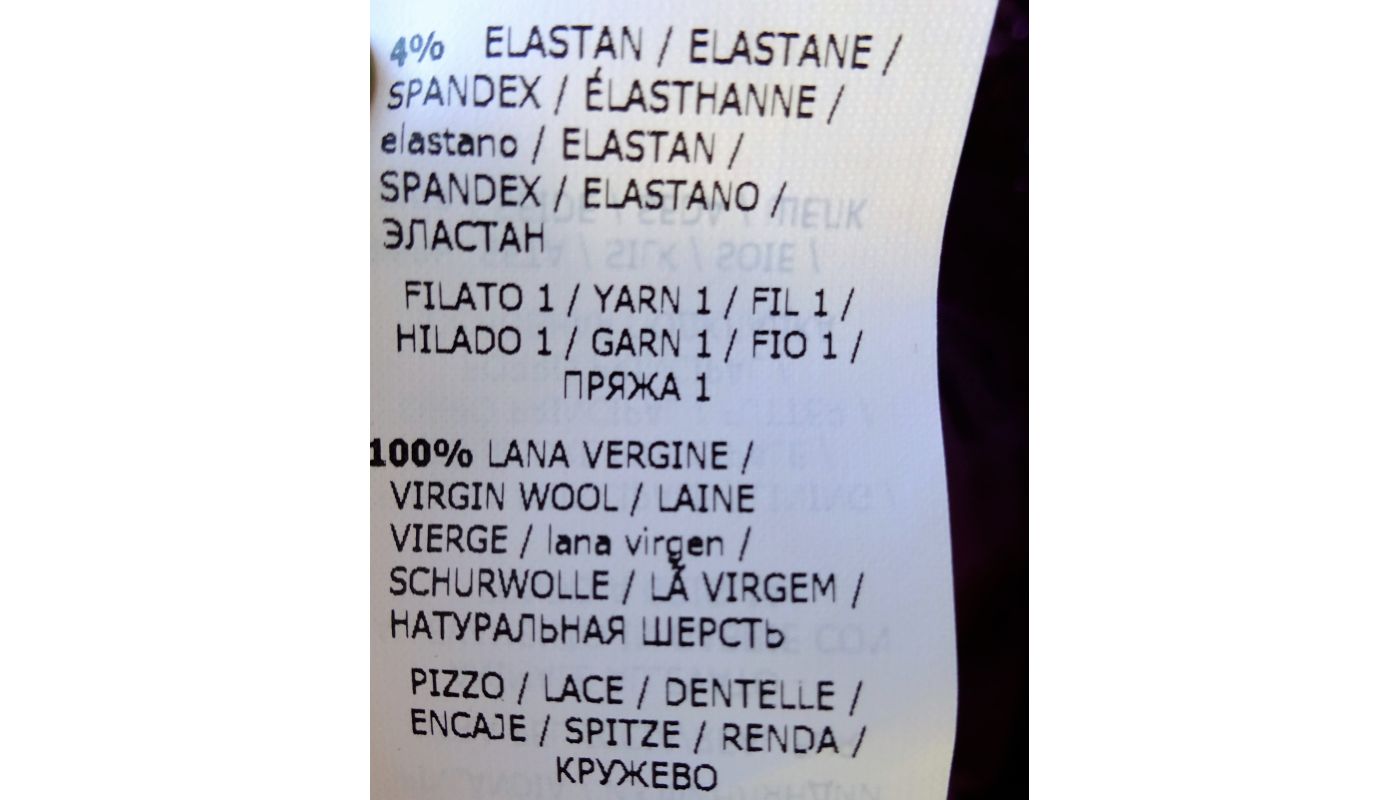 4% ELASTAN / ELASTANE /
SPANDEX / ÉLASTHANNE /
elastano / ELASTAN /
SPANDEX / ELASTANO /
ЭЛАСТАН
FILATO 1 / YARN 1 / FIL 1 /
HILADO 1 / GARN 1 / FIO 1 /
ПРЯЖА 1
100% LANA VERGINE /
VIRGIN WOOL / LAINE
VIERGE / lana virgen /
SCHURWOLLE / LÃ VIRGEM /
НАТУРАЛЬНАЯ ШЕРСТЬ
PIZZO / LACE / DENTELLE /
ENCAJE / SPITZE / RENDA /
КРУЖЕВО